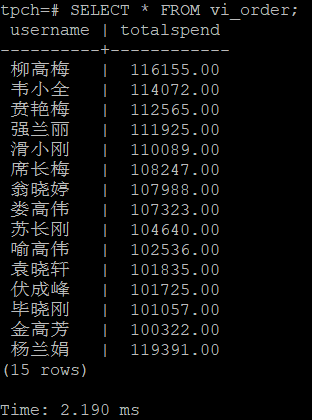 tpch=# SELECT * FROM vi_order;
username | totalspend
----------+------------
柳高梅 | 116155.00
韦小全 | 114072.00
贲艳梅 | 112565.00
强兰丽 | 111925.00
滑小刚 | 110089.00
席长梅 | 108247.00
翁晓婷 | 107988.00
娄高伟 | 107323.00
苏长刚 | 104640.00
喻高伟 | 102536.00
袁晓轩 | 101835.00
伏成峰 | 101725.00
毕晓刚 | 101057.00
金高芳 | 100322.00
杨兰娟 | 119391.00
(15 rows)
Time: 2.190 ms